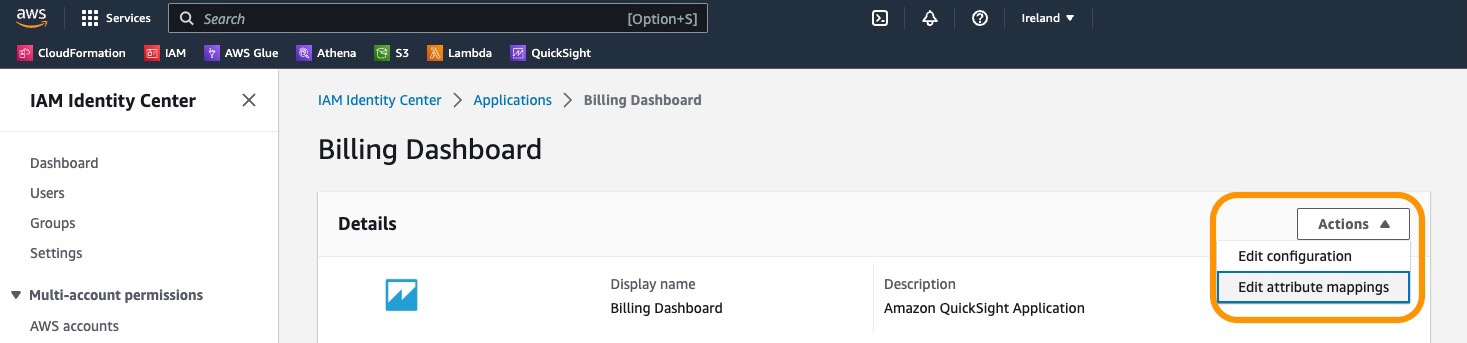 aws Services Search [Option+S] Ireland
CloudFormation IAM AWS Glue Athena S3 Lambda QuickSight
IAM Identity Center
IAM Identity Center > Applications > Billing Dashboard
Billing Dashboard
Dashboard
Users
Groups
Settings
Multi-account permissions
AWS accounts
Details
Actions
Edit configuration
Edit attribute mappings
Display name
Billing Dashboard
Description
Amazon QuickSight Application